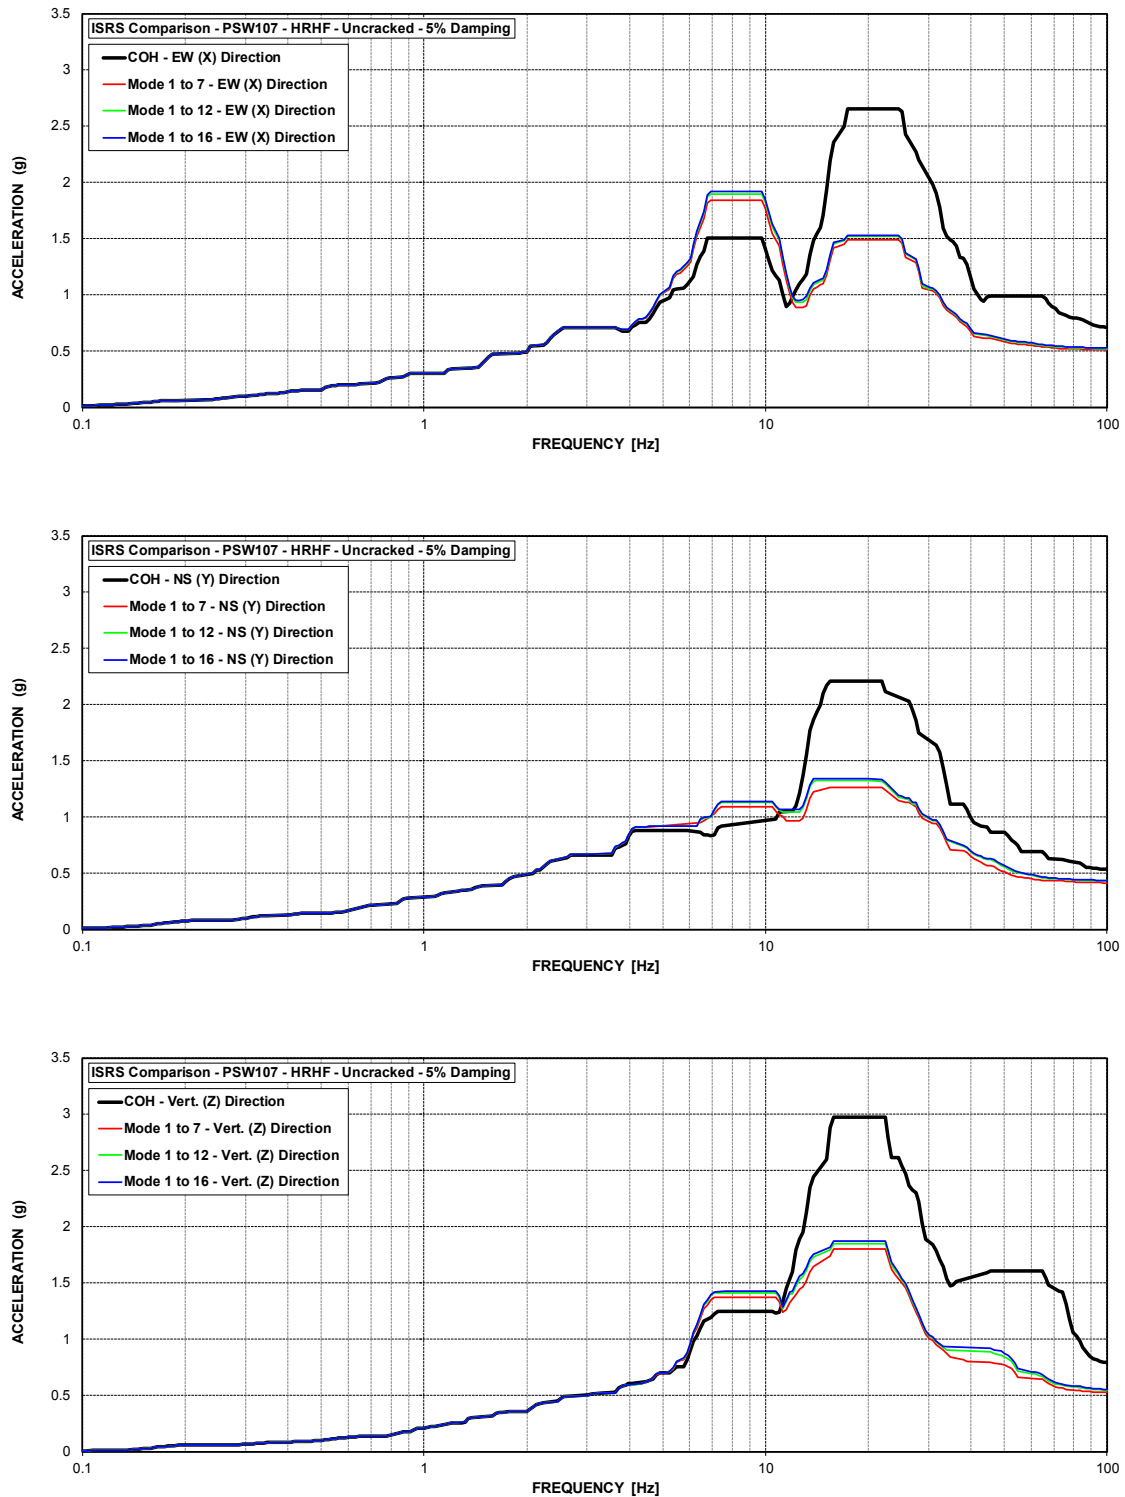 ISRS Comparison - PSW107 - HRHF - Uncracked - 5% Damping
COH - EW (X) Direction
Mode 1 to 7 - EW (X) Direction
Mode 1 to 12 - EW (X) Direction
Mode 1 to 16 - EW (X) Direction
3.5
3
2.5
2
1.5
1
0.5
0
ACCELERATION (g)
0.1 1 10 100
FREQUENCY [Hz]
ISRS Comparison - PSW107 - HRHF - Uncracked - 5% Damping
COH - NS (Y) Direction
Mode 1 to 7 - NS (Y) Direction
Mode 1 to 12 - NS (Y) Direction
Mode 1 to 16 - NS (Y) Direction
3.5
3
2.5
2
1.5
1
0.5
0
ACCELERATION (g)
0.1 1 10 100
FREQUENCY [Hz]
ISRS Comparison - PSW107 - HRHF - Uncracked - 5% Damping
COH - Vert. (Z) Direction
Mode 1 to 7 - Vert. (Z) Direction
Mode 1 to 12 - Vert. (Z) Direction
Mode 1 to 16 - Vert. (Z) Direction
3.5
3
2.5
2
1.5
1
0.5
0
ACCELERATION (g)
0.1 1 10 100
FREQUENCY [Hz]